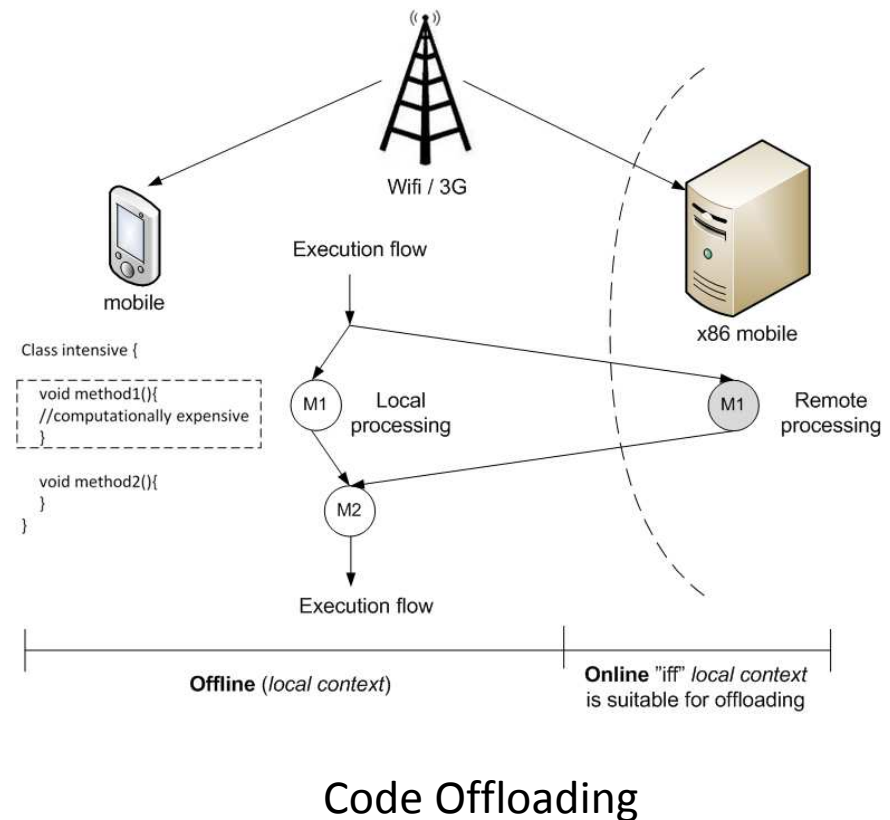 Wifi / 3G
mobile
x86 mobile
Execution flow
Class intensive {
void method1(){
//computationally expensive
}
void method2(){
}
}
M1
Local
processing
M1
Remote
processing
M2
Execution flow
Offline (local context)
Online "iff" local context
is suitable for offloading
Code Offloading